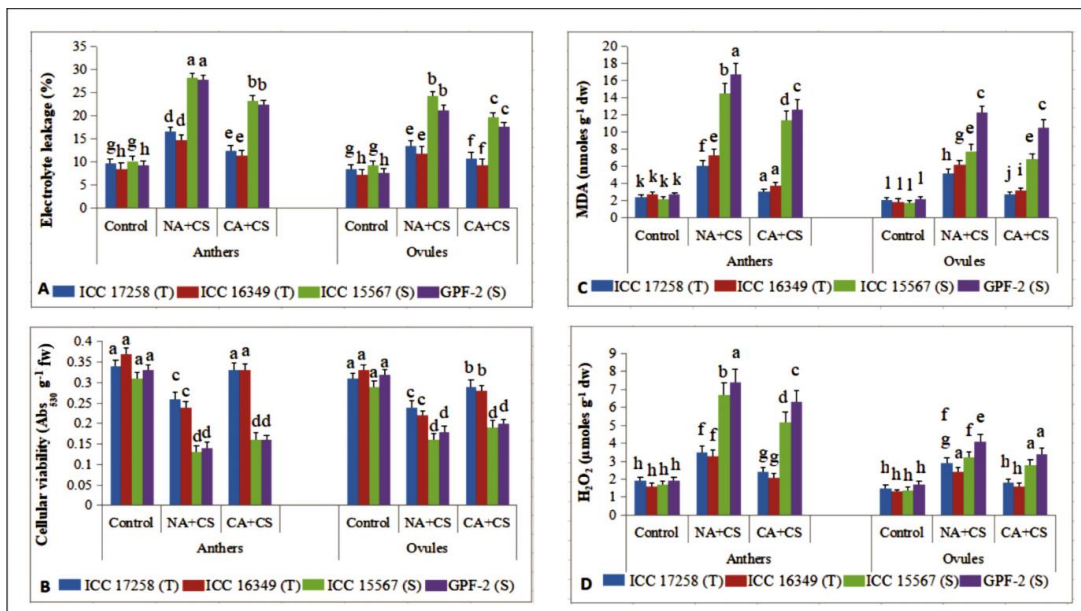 Electrolyte leakage (%)
35
30
25
20
15
10
5
0
g h g h
d d a a
e e b b
g h g h
e e b b
f f c c
Control NA+CS CA+CS Control NA+CS CA+CS
Anthers Ovules
A ICC 17258 (T) ICC 16349 (T) ICC 15567 (S) GPF-2 (S)
MDA (nmoles g⁻¹ dw)
20
18
16
14
12
10
8
6
4
2
0
k k k k
f e b a
a a d c
l l l l
h g e c
j i e c
Control NA+CS CA+CS Control NA+CS CA+CS
Anthers Ovules
C ICC 17258 (T) ICC 16349 (T) ICC 15567 (S) GPF-2 (S)
Cellular viability (Abs 530 g⁻¹ fw)
0.4
0.35
0.3
0.25
0.2
0.15
0.1
0.05
0
a a a a
c c d d
a a d d
a a a a
c c d d
b b d d
Control NA+CS CA+CS Control NA+CS CA+CS
Anthers Ovules
B ICC 17258 (T) ICC 16349 (T) ICC 15567 (S) GPF-2 (S)
H₂O₂ (µmoles g⁻¹ dw)
9
8
7
6
5
4
3
2
1
0
h h h h
f f b a
g g d c
h h h h
f
g a f e
h h a a
Control NA+CS CA+CS Control NA+CS CA+CS
Anthers Ovules
D ICC 17258 (T) ICC 16349 (T) ICC 15567 (S) GPF-2 (S)